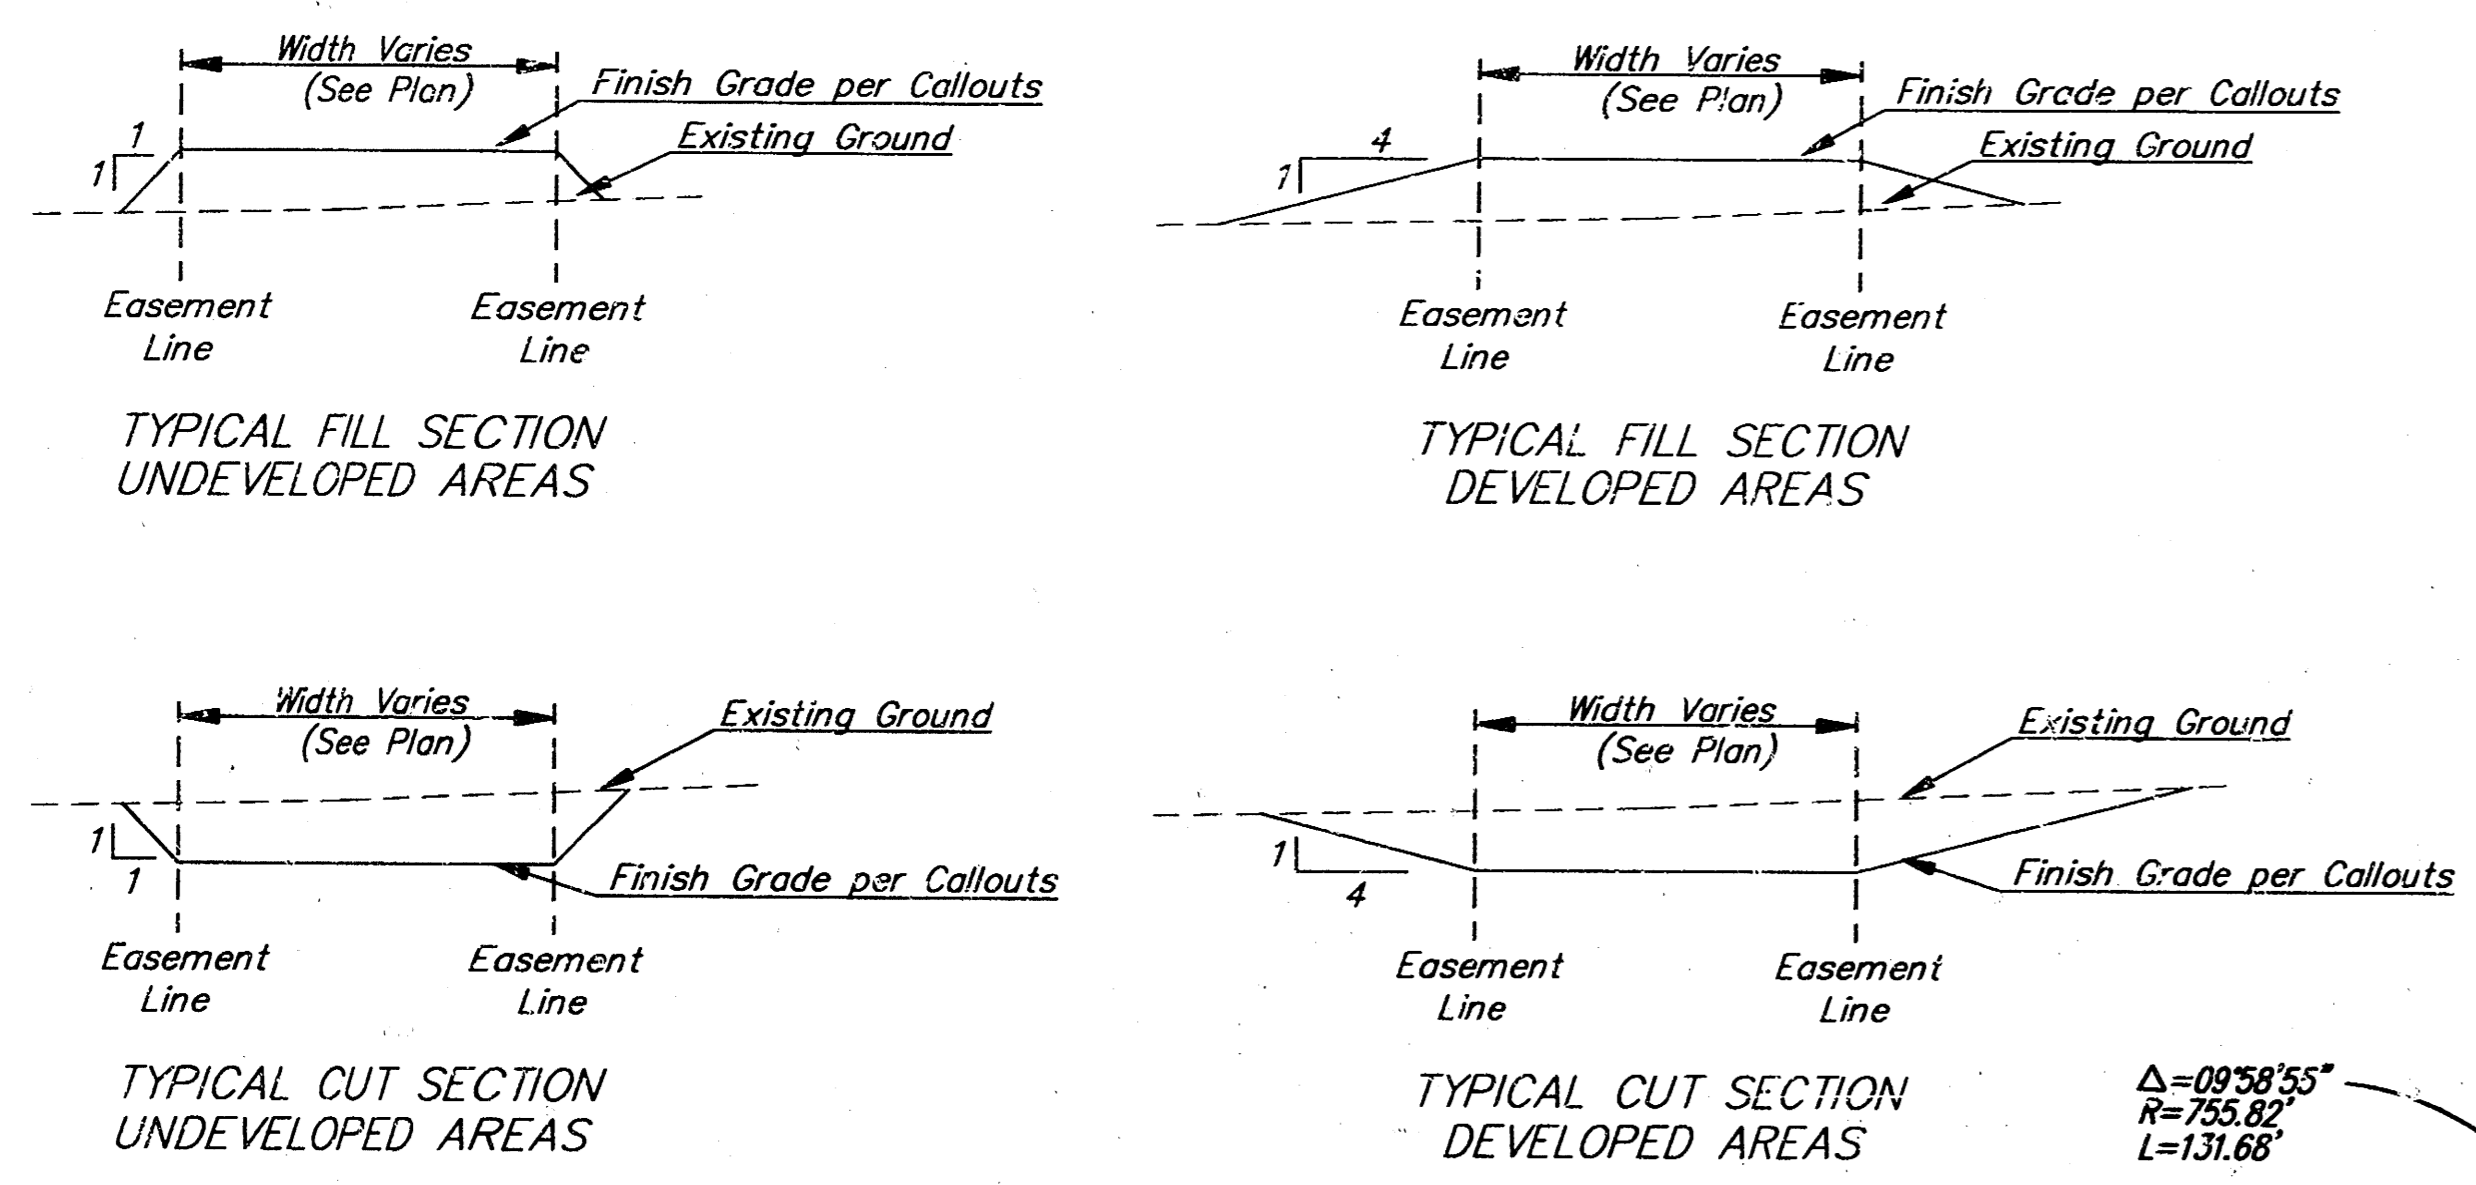 Width Varies
(See Plan)
Finish Grade per Callouts
Existing Ground
1
1
Easement
Line
Easement
Line
TYPICAL FILL SECTION
UNDEVELOPED AREAS
Width Varies
(See Plan)
Finish Grade per Callouts
Existing Ground
4
1
Easement
Line
Easement
Line
TYPICAL FILL SECTION
DEVELOPED AREAS
Width Varies
(See Plan)
Existing Ground
1
1
Finish Grade per Callouts
Easement
Line
Easement
Line
TYPICAL CUT SECTION
UNDEVELOPED AREAS
Width Varies
(See Plan)
Existing Ground
1
4
Finish Grade per Callouts
Easement
Line
Easement
Line
TYPICAL CUT SECTION
DEVELOPED AREAS
Δ=09°58'55"
R=755.82'
L=131.68'